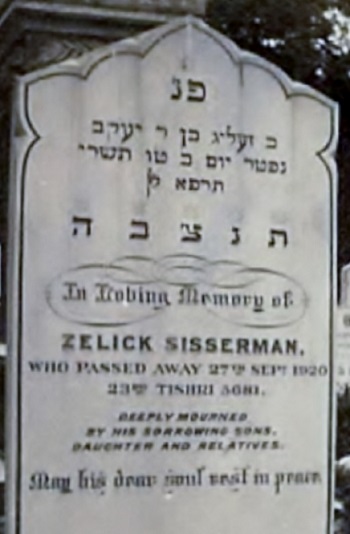 פנ
זעליג בן ר יעקב
נפטר יום ב טו תשרי
תרפא
ת נ צ ב ה
In Loving Memory of
ZELICK SISSERMAN,
WHO PASSED AWAY 27TH SEPT 1920
23RD TISHRI 5681.
DEEPLY MOURNED
BY HIS SORROWING SONS,
DAUGHTER AND RELATIVES.
May his dear soul rest in peace